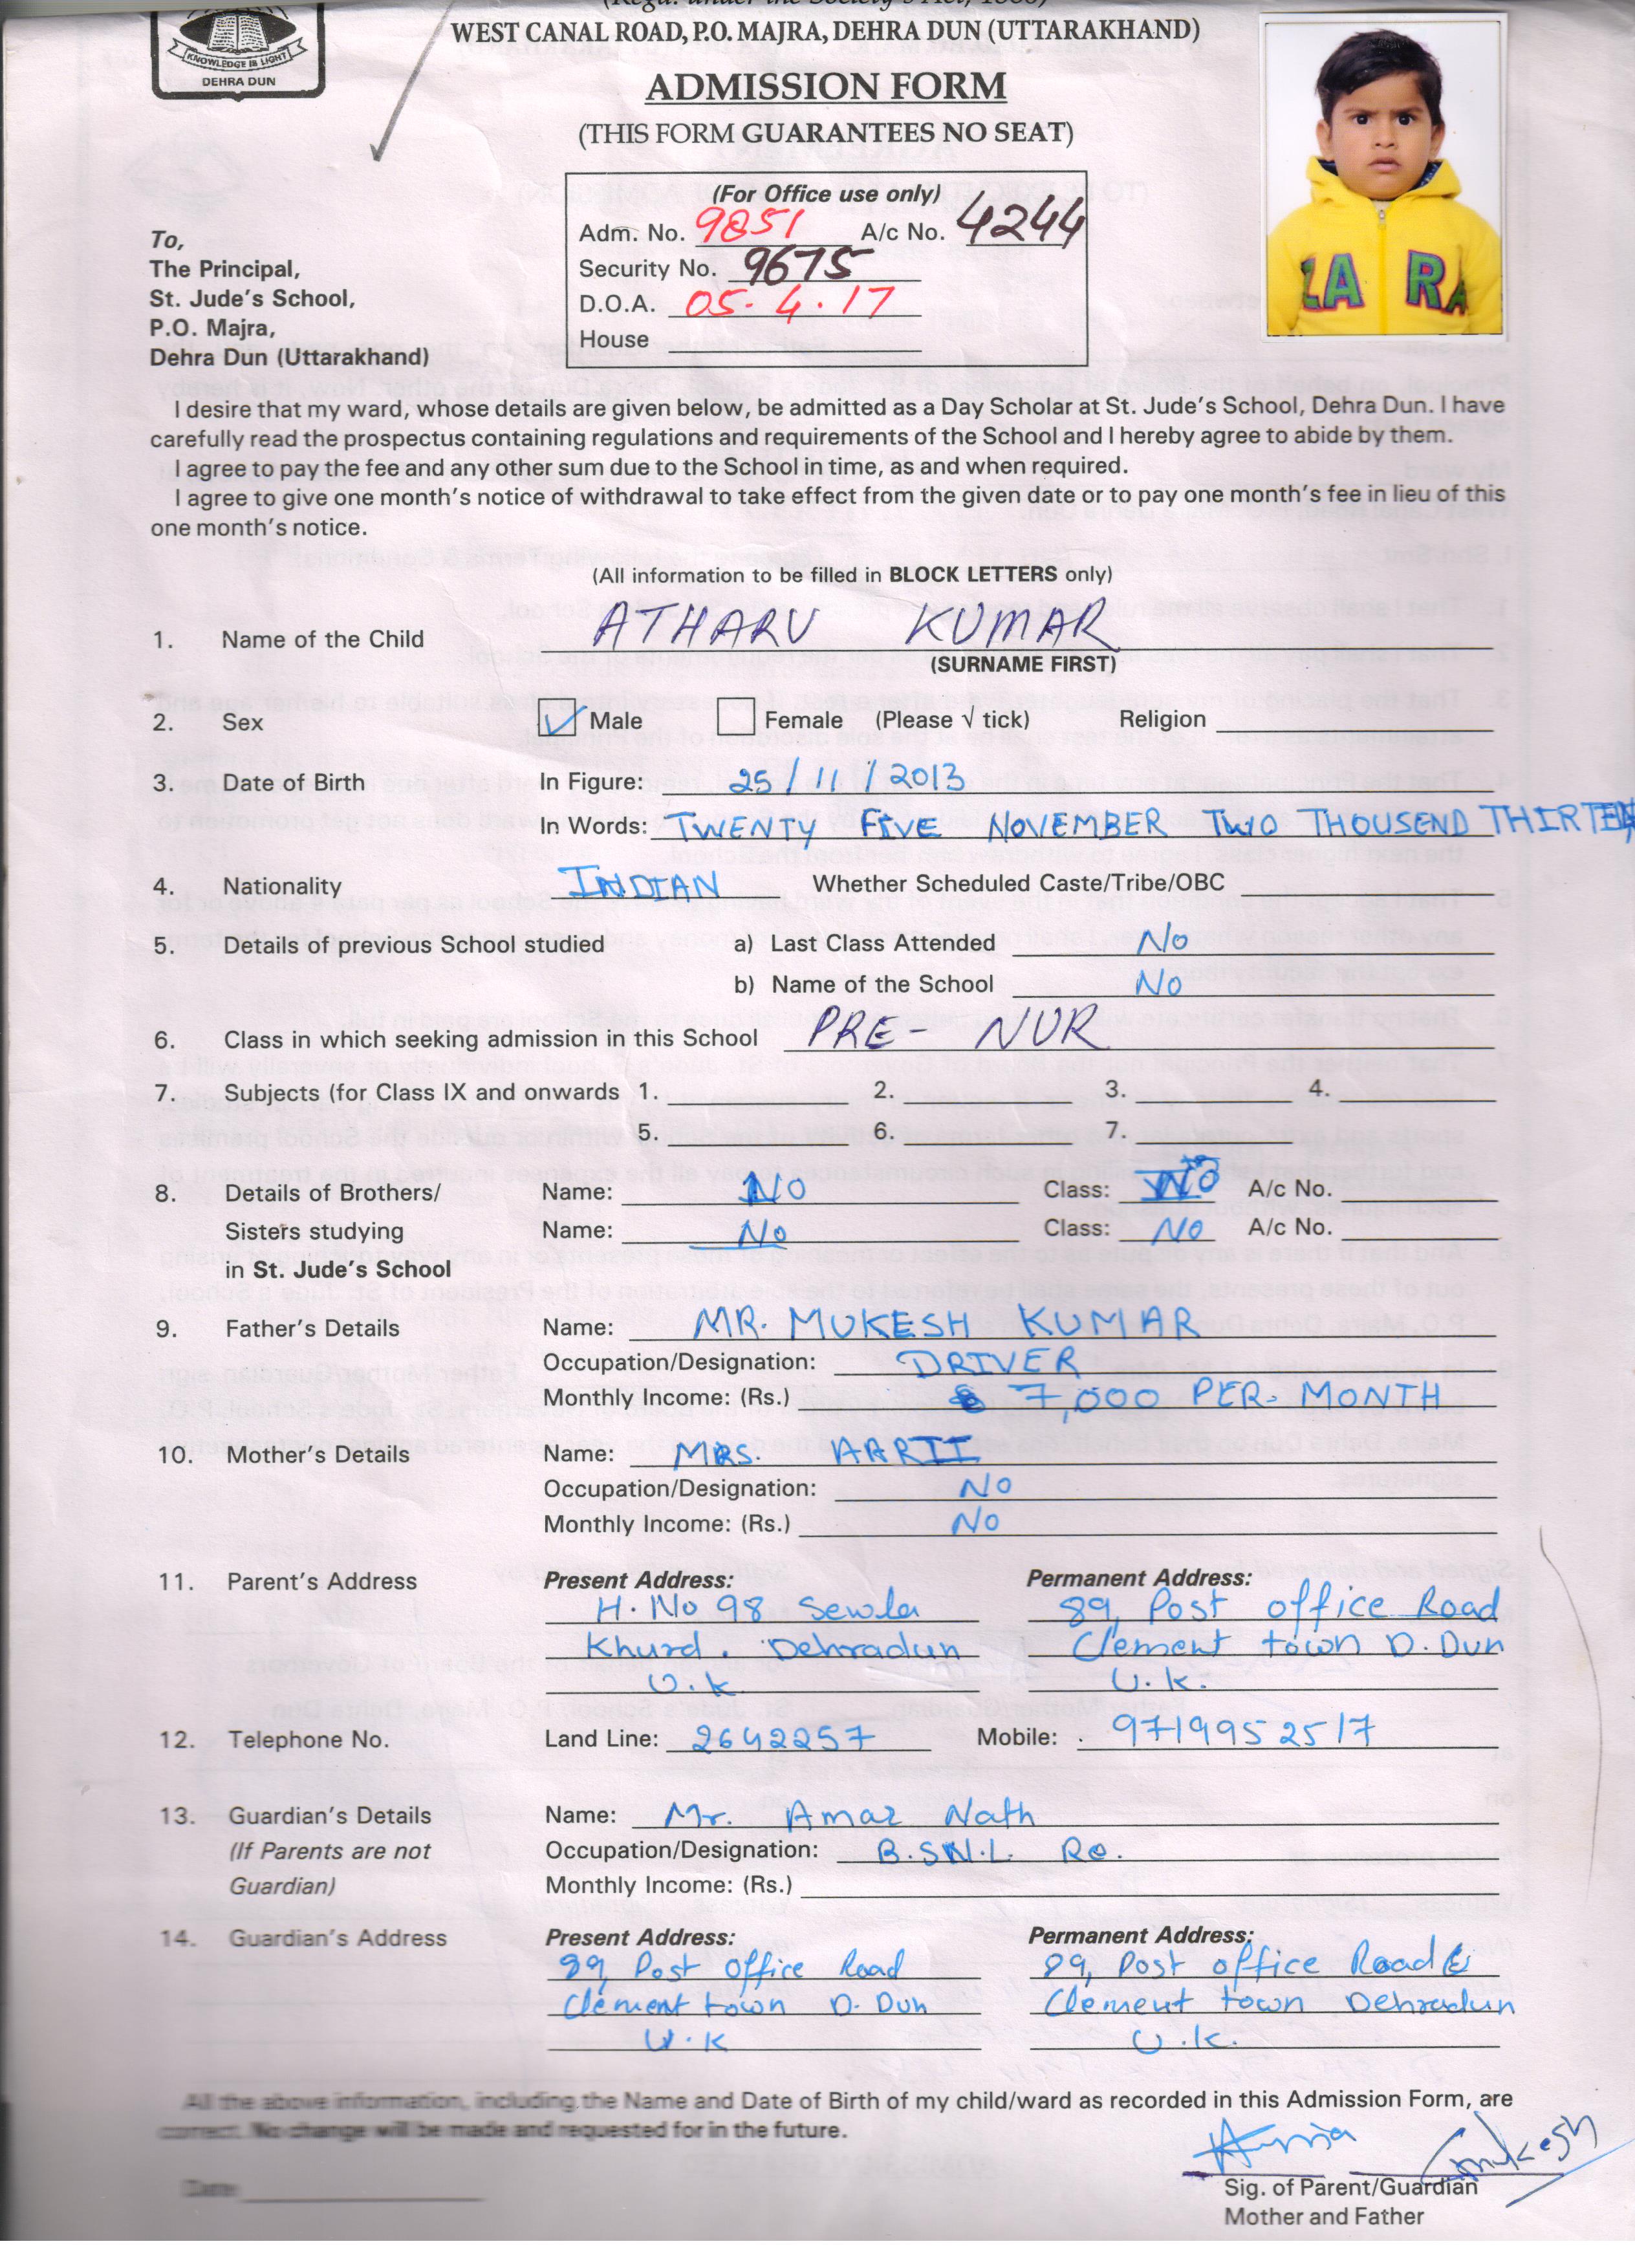 (Regd. under the Society's Act, 1860)
KNOWLEDGE IS LIGHT
DEHRA DUN
WEST CANAL ROAD, P.O. MAJRA, DEHRA DUN (UTTARAKHAND)
ADMISSION FORM
(THIS FORM GUARANTEES NO SEAT)
(For Office use only)
Adm. No. 9851 A/c No. 4244
Security No. 9675
D.O.A. 05.4.17
House
To,
The Principal,
St. Jude's School,
P.O. Majra,
Dehra Dun (Uttarakhand)
ZA RA
I desire that my ward, whose details are given below, be admitted as a Day Scholar at St. Jude's School, Dehra Dun. I have
carefully read the prospectus containing regulations and requirements of the School and I hereby agree to abide by them.
I agree to pay the fee and any other sum due to the School in time, as and when required.
I agree to give one month's notice of withdrawal to take effect from the given date or to pay one month's fee in lieu of this
one month's notice.
(All information to be filled in BLOCK LETTERS only)
1. Name of the Child ATHARV KUMAR
(SURNAME FIRST)
2. Sex Male Female (Please √ tick) Religion
3. Date of Birth In Figure: 25/11/2013
In Words: TWENTY FIVE NOVEMBER TWO THOUSEND THIRTEEN
4. Nationality INDIAN Whether Scheduled Caste/Tribe/OBC
5. Details of previous School studied a) Last Class Attended No
b) Name of the School No
6. Class in which seeking admission in this School PRE- NUR
7. Subjects (for Class IX and onwards 1. 2. 3. 4.
5. 6. 7.
8. Details of Brothers/ Name: NO Class: NO A/c No.
Sisters studying Name: No Class: NO A/c No.
in St. Jude's School
9. Father's Details Name: MR. MUKESH KUMAR
Occupation/Designation: DRIVER
Monthly Income: (Rs.) 7,000 PER-MONTH
10. Mother's Details Name: MRS. AARTI
Occupation/Designation: NO
Monthly Income: (Rs.) NO
11. Parent's Address Present Address: Permanent Address:
H.No 98 Sewla 89, Post office Road
Khurd. Dehradun Clement town D.Dun
U.k U.K.
12. Telephone No. Land Line: 2642257 Mobile: 9719952517
13. Guardian's Details Name: Mr. Amar Nath
(If Parents are not Occupation/Designation: B.SN.L. Re.
Guardian) Monthly Income: (Rs.)
14. Guardian's Address Present Address: Permanent Address:
89, Post office Road 89, Post office Road
Clement town D. Dun Clement town Dehradun
U.K U.K.
All the above information, including the Name and Date of Birth of my child/ward as recorded in this Admission Form, are
correct. No change will be made and requested for in the future.
Mukesh
Date:
Sig. of Parent/Guardian
Mother and Father